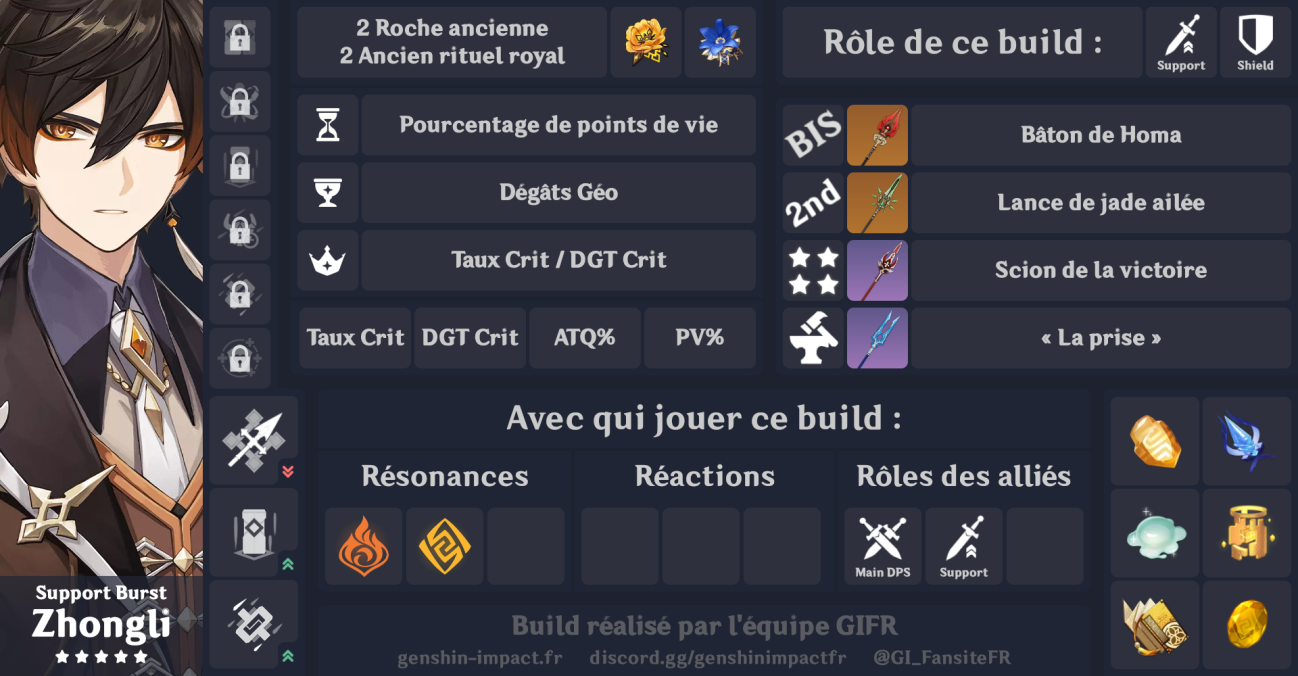 2 Roche ancienne
2 Ancien rituel royal
Rôle de ce build :
Support
Shield
Pourcentage de points de vie
Dégâts Géo
Taux Crit / DGT Crit
Taux Crit
DGT Crit
ATQ%
PV%
BIS
Bâton de Homa
2nd
Lance de jade ailée
Scion de la victoire
« La prise »
Avec qui jouer ce build :
Résonances
Réactions
Rôles des alliés
Main DPS
Support
Support Burst
Zhongli
Build réalisé par l'équipe GIFR
genshin-impact.fr
discord.gg/genshinimpactfr
@GI_FansiteFR